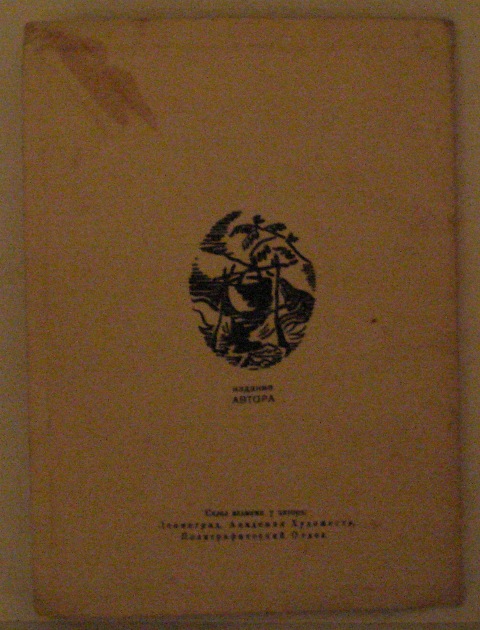 издание
АВТОРА
Склад издания у автора:
Ленинград, Академия Художеств,
Полиграфический Отдел